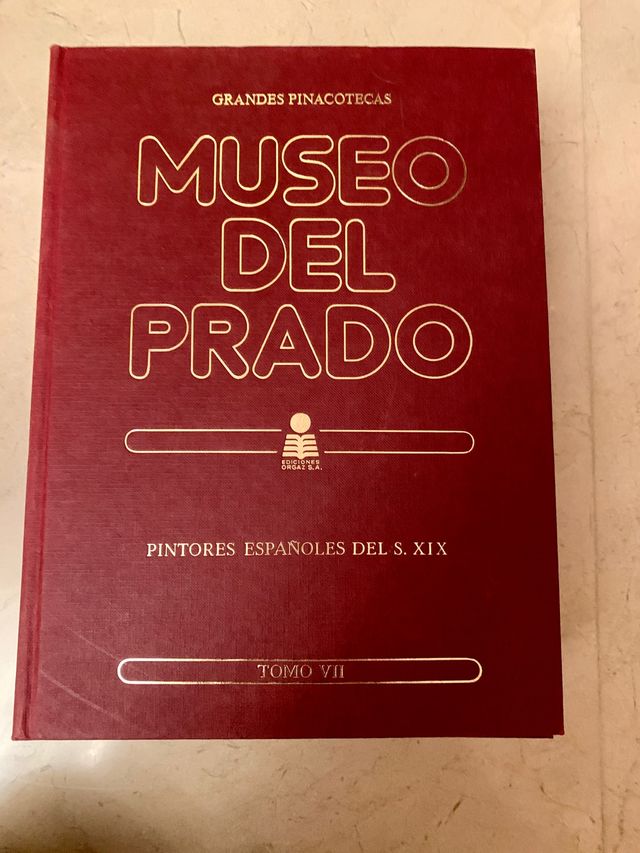 GRANDES PINACOTECAS
MUSEO
DEL
PRADO
EDICIONES
ORGAZ S.A.
PINTORES ESPAÑOLES DEL S. XIX
TOMO VII